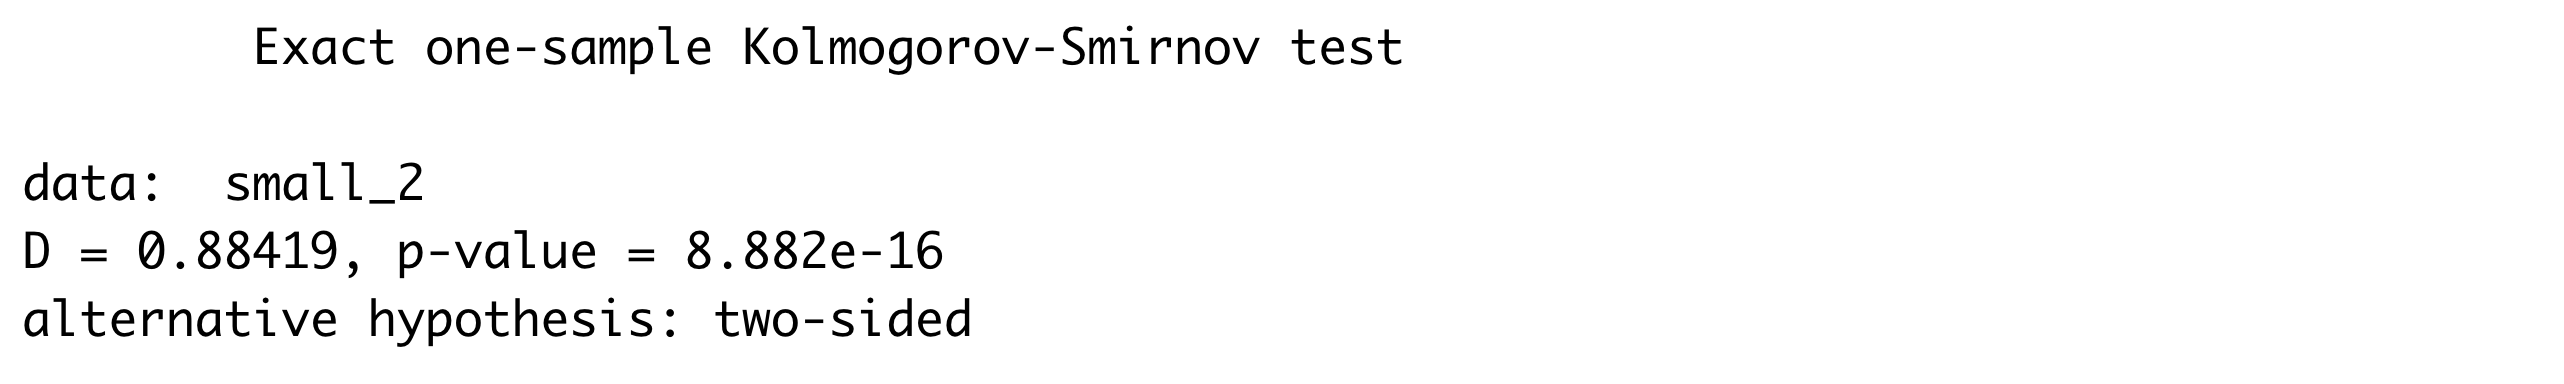 Exact one-sample Kolmogorov-Smirnov test
data:  small_2
D = 0.88419, p-value = 8.882e-16
alternative hypothesis: two-sided